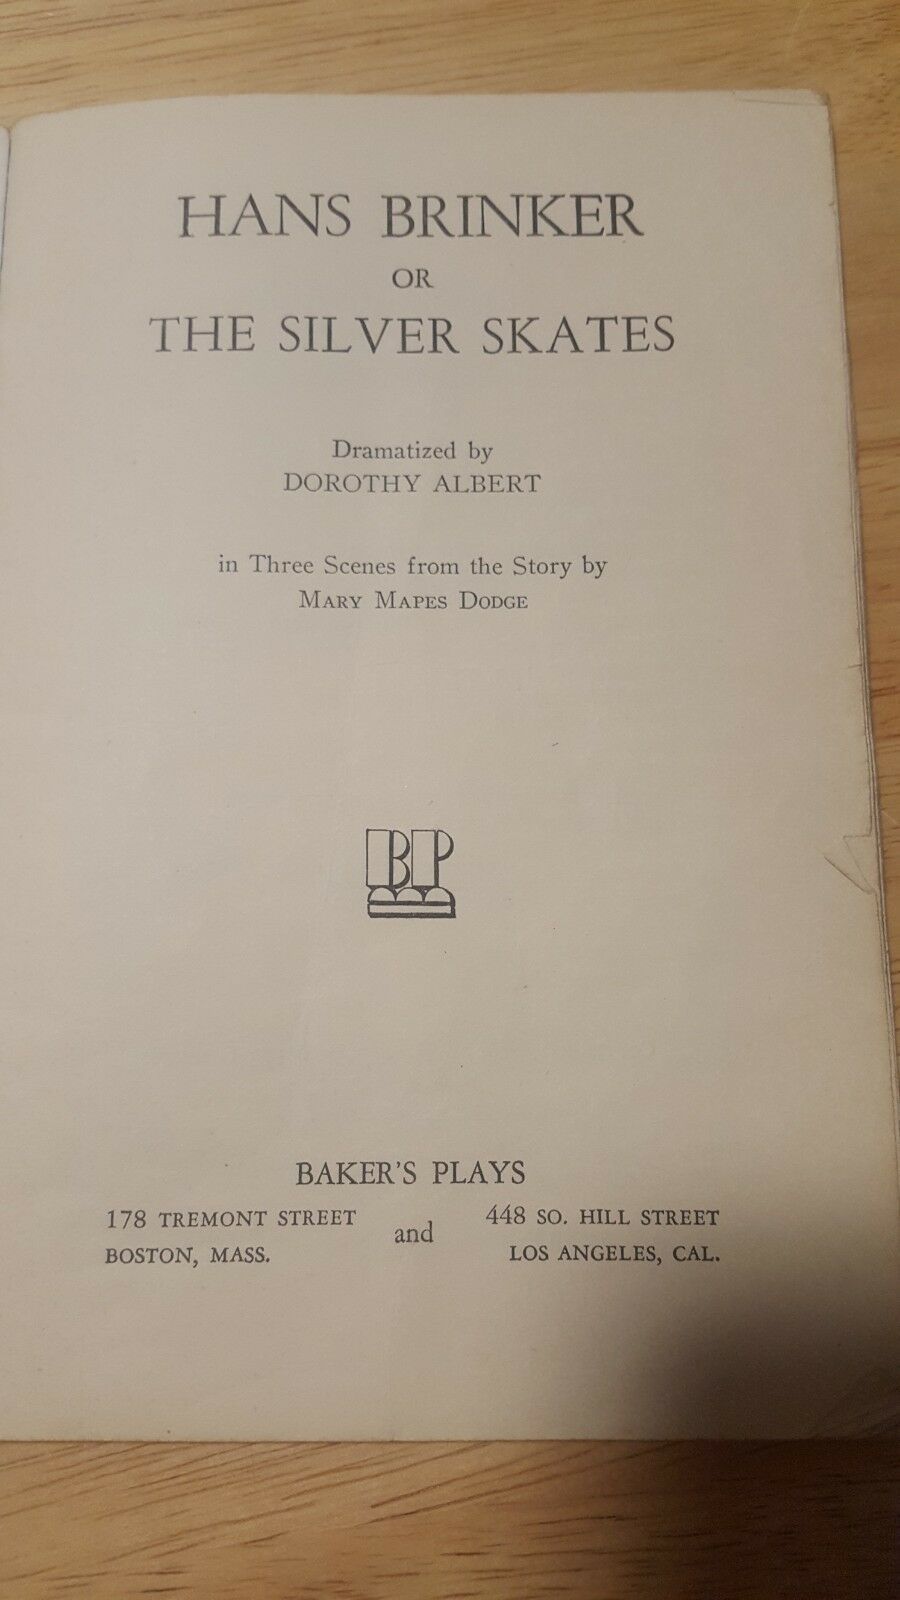 HANS BRINKER
OR
THE SILVER SKATES
Dramatized by
DOROTHY ALBERT
in Three Scenes from the Story by
MARY MAPES DODGE
BP
BAKER'S PLAYS
178 TREMONT STREET
BOSTON, MASS.
and
448 SO. HILL STREET
LOS ANGELES, CAL.